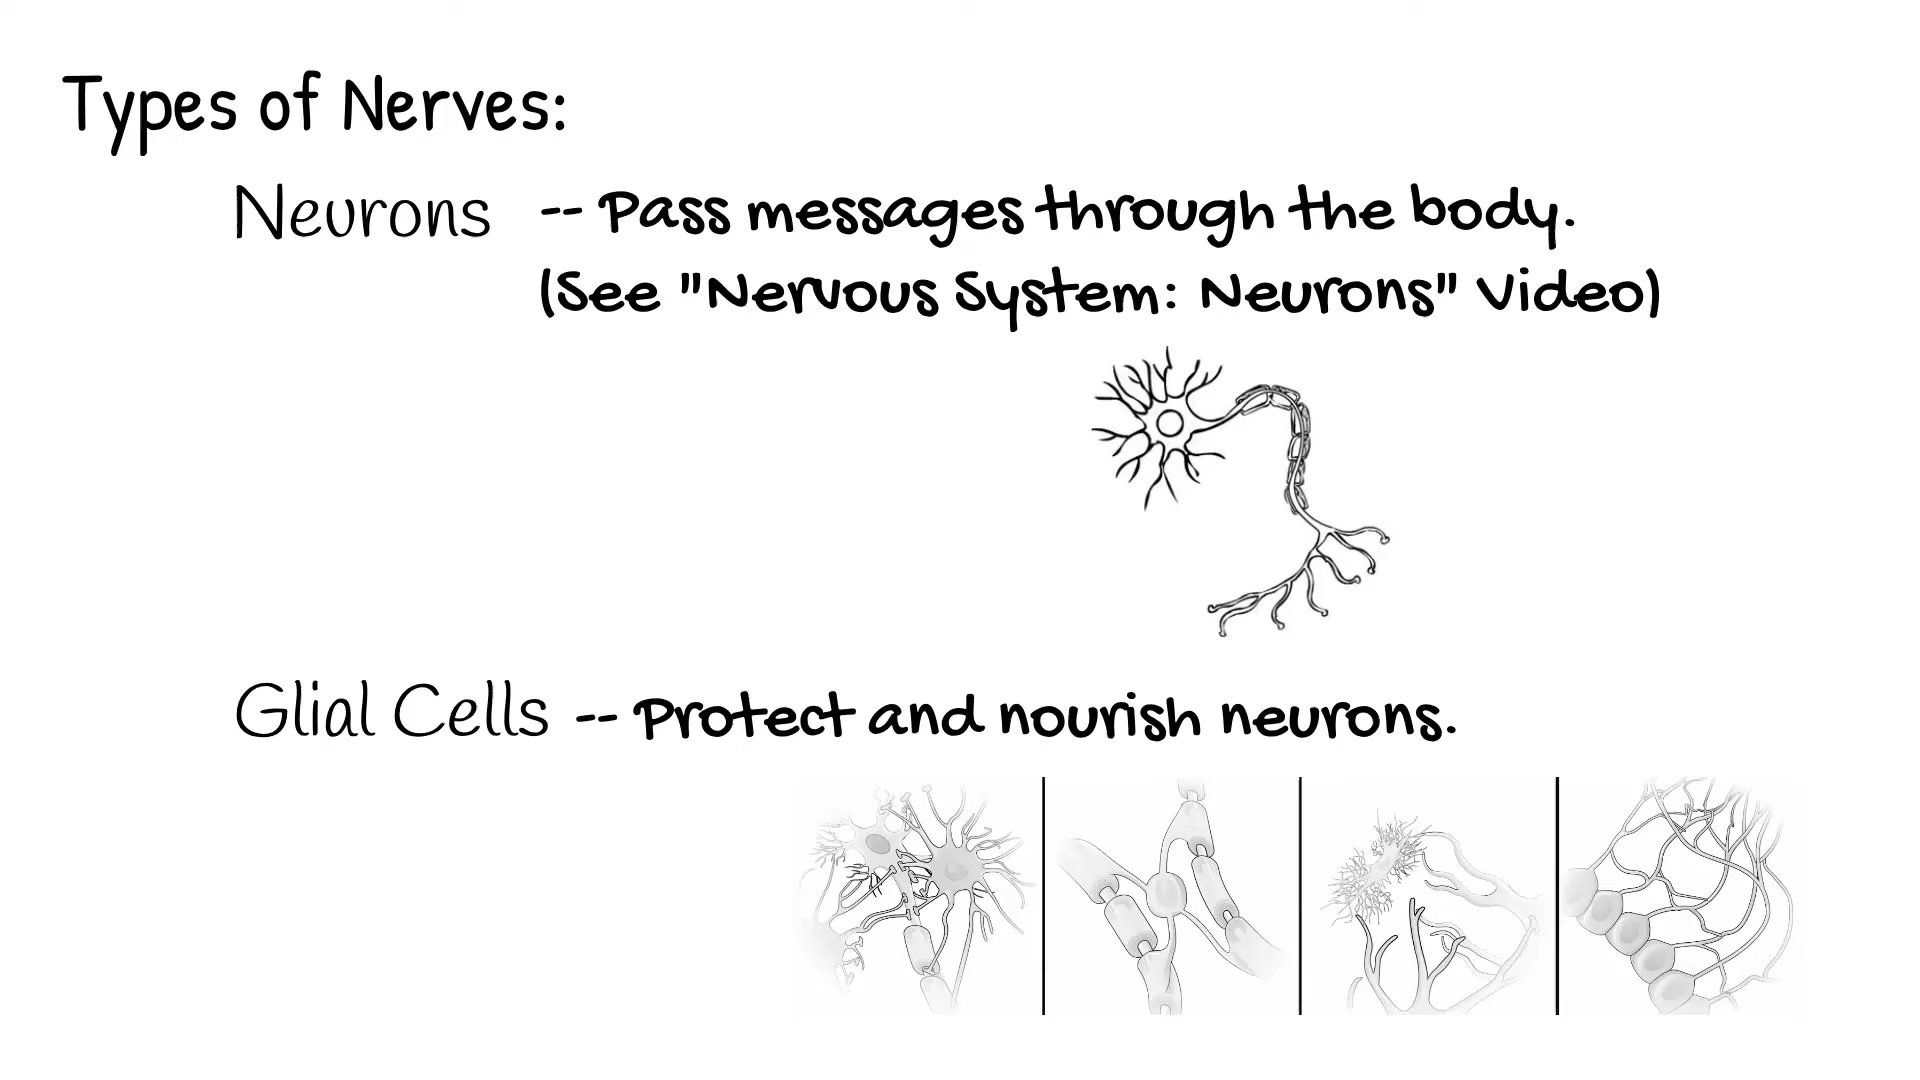 Types of Nerves:
Neurons -- Pass messages through the body.
(See "Nervous System: Neurons" Video)
Glial Cells -- Protect and nourish neurons.